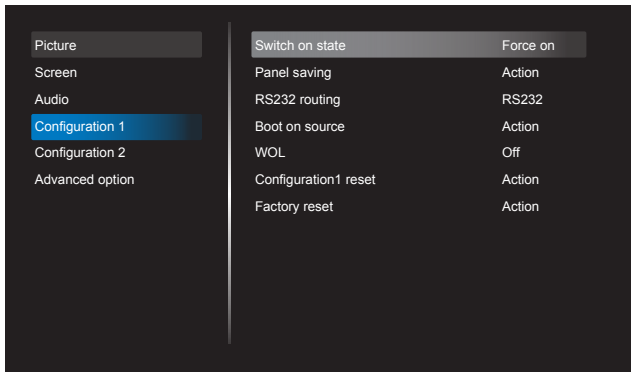 Picture
Screen
Audio
Configuration 1
Configuration 2
Advanced option
Switch on state Force on
Panel saving Action
RS232 routing RS232
Boot on source Action
WOL Off
Configuration1 reset Action
Factory reset Action